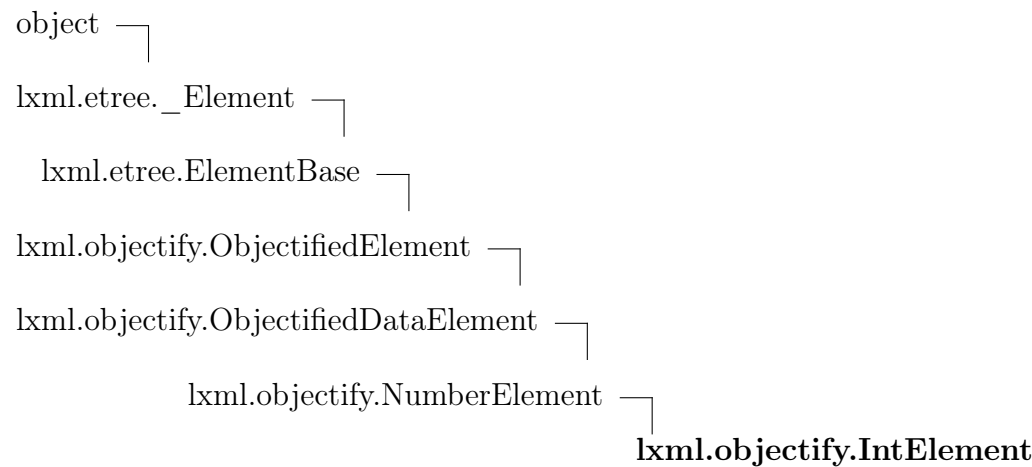 object
lxml.etree._Element
lxml.etree.ElementBase
lxml.objectify.ObjectifiedElement
lxml.objectify.ObjectifiedDataElement
lxml.objectify.NumberElement
lxml.objectify.IntElement